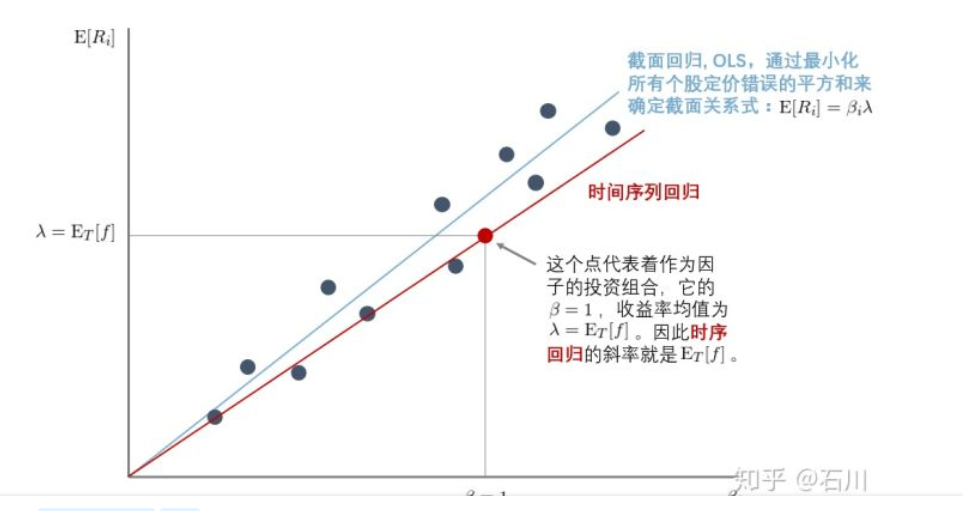 E[Rᵢ]
截面回归, OLS，通过最小化
所有个股定价错误的平方和来
确定截面关系式：E[Rᵢ] = βᵢλ
时间序列回归
λ = E_T[f]
这个点代表着作为因
子的投资组合，它的
β = 1，收益率均值为
λ = E_T[f]。因此时序
回归的斜率就是 E_T[f]。
知乎 @石川